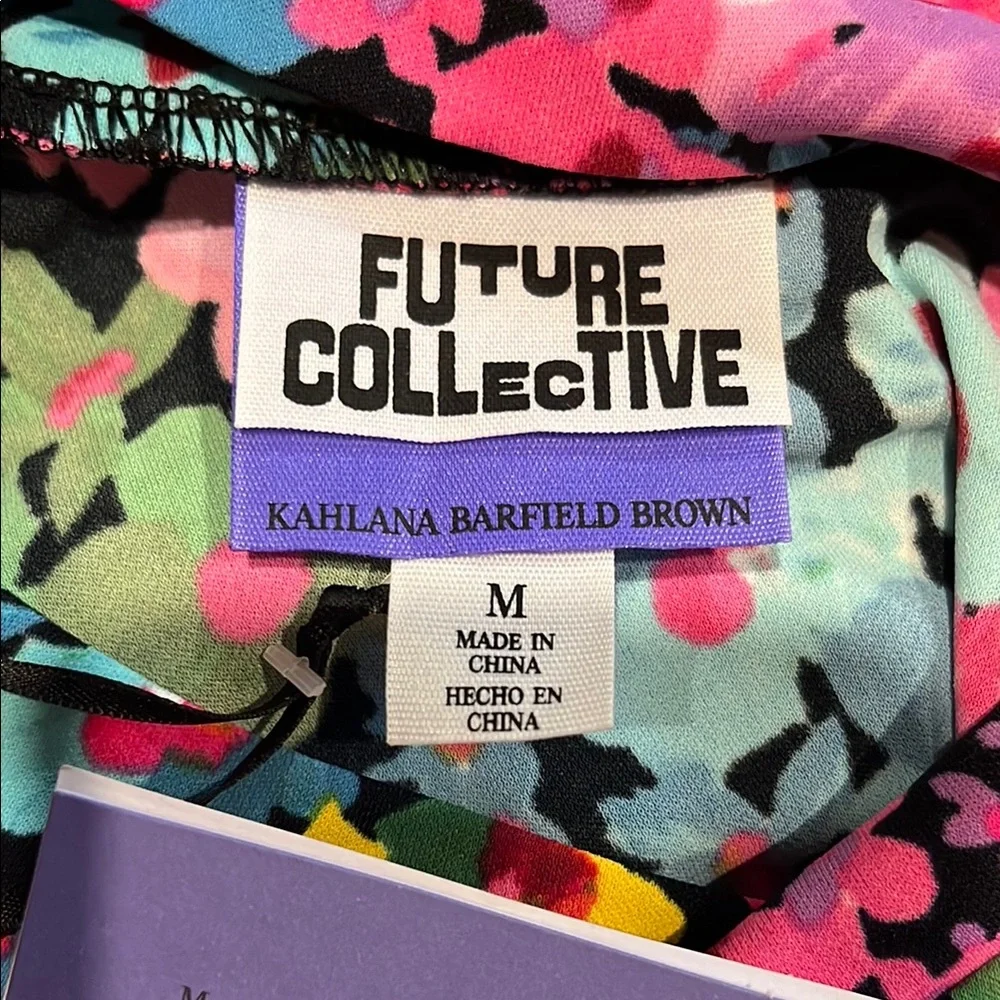 FUTURE
COLLECTIVE
KAHLANA BARFIELD BROWN
M
MADE IN
CHINA
HECHO EN
CHINA
M